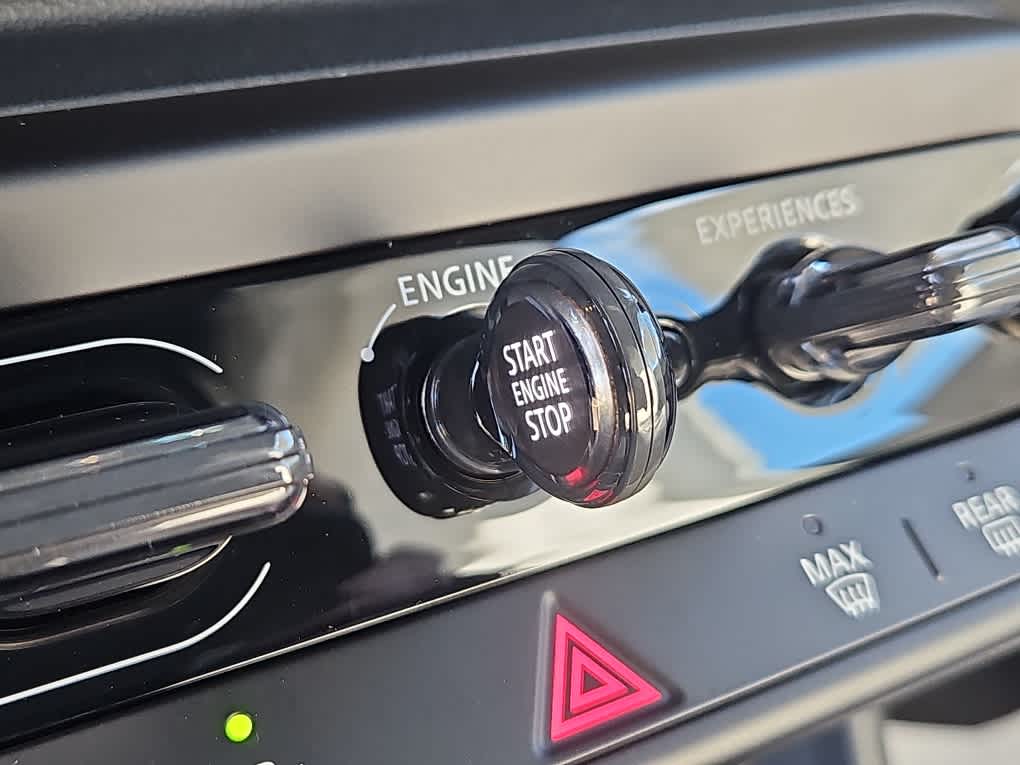 EXPERIENCES
ENGINE
START
ENGINE
STOP
MAX
REAR